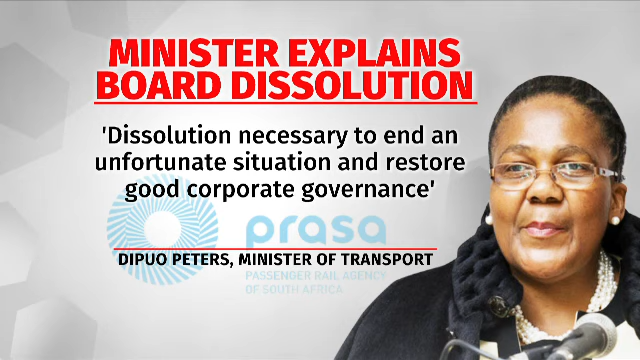 MINISTER EXPLAINS
BOARD DISSOLUTION
'Dissolution necessary to end an
unfortunate situation and restore
good corporate governance'
prasa
DIPUO PETERS, MINISTER OF TRANSPORT
PASSENGER RAIL AGENCY
OF SOUTH AFRICA